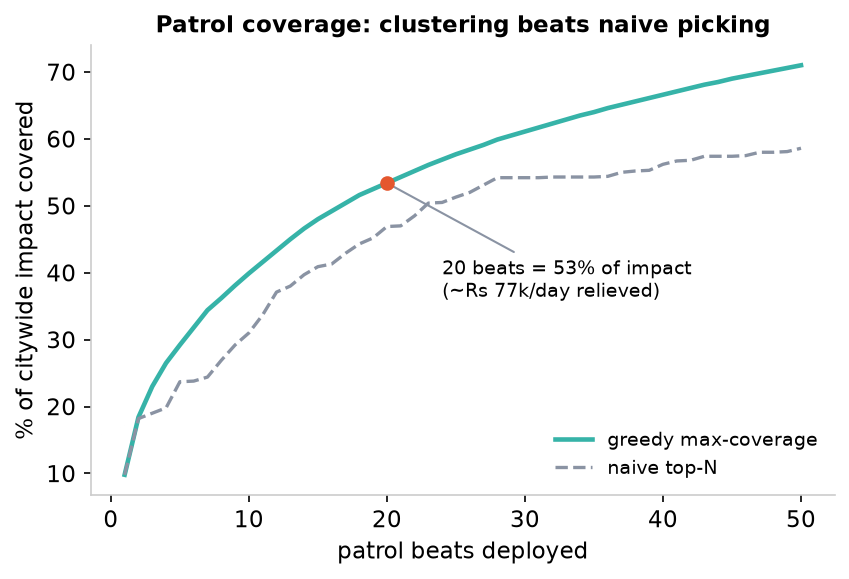 Patrol coverage: clustering beats naive picking
% of citywide impact covered
70
60
50
40
30
20
10
20 beats = 53% of impact
(~Rs 77k/day relieved)
greedy max-coverage
naive top-N
0 10 20 30 40 50
patrol beats deployed